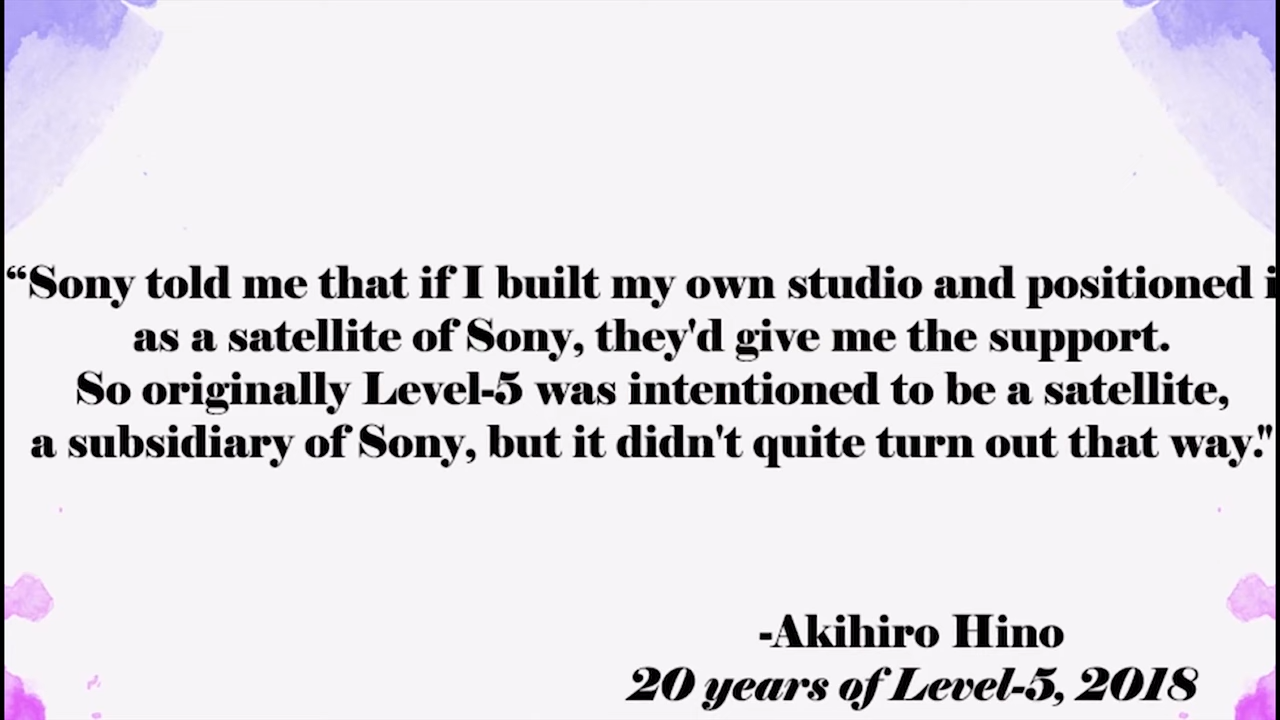 “Sony told me that if I built my own studio and positioned i
as a satellite of Sony, they'd give me the support.
So originally Level-5 was intentioned to be a satellite,
a subsidiary of Sony, but it didn't quite turn out that way."
-Akihiro Hino
20 years of Level-5, 2018